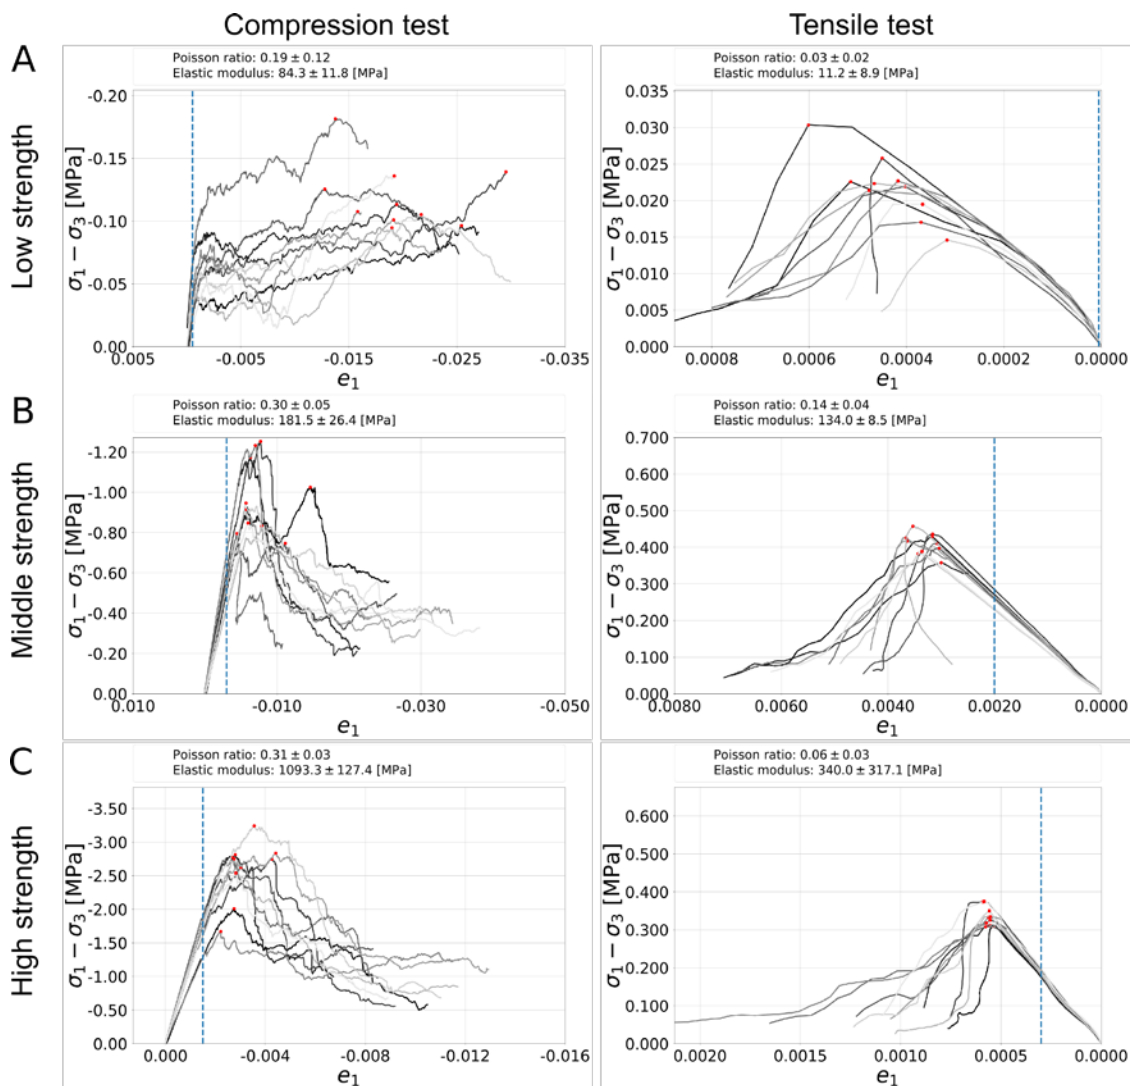 Compression test
Tensile test
A
Low strength
Poisson ratio: 0.19 ± 0.12
Elastic modulus: 84.3 ± 11.8 [MPa]
σ1 − σ3 [MPa]
-0.20
-0.15
-0.10
-0.05
0.00
0.005
-0.005
-0.015
-0.025
-0.035
e1
Poisson ratio: 0.03 ± 0.02
Elastic modulus: 11.2 ± 8.9 [MPa]
σ1 − σ3 [MPa]
0.035
0.030
0.025
0.020
0.015
0.010
0.005
0.000
0.0008
0.0006
0.0004
0.0002
0.0000
e1
B
Middle strength
Poisson ratio: 0.30 ± 0.05
Elastic modulus: 181.5 ± 26.4 [MPa]
σ1 − σ3 [MPa]
-1.20
-1.00
-0.80
-0.60
-0.40
-0.20
0.00
0.010
-0.010
-0.030
-0.050
e1
Poisson ratio: 0.14 ± 0.04
Elastic modulus: 134.0 ± 8.5 [MPa]
σ1 − σ3 [MPa]
0.700
0.600
0.500
0.400
0.300
0.200
0.100
0.000
0.0080
0.0060
0.0040
0.0020
0.0000
e1
C
High strength
Poisson ratio: 0.31 ± 0.03
Elastic modulus: 1093.3 ± 127.4 [MPa]
σ1 − σ3 [MPa]
-3.50
-3.00
-2.50
-2.00
-1.50
-1.00
-0.50
0.00
0.000
-0.004
-0.008
-0.012
-0.016
e1
Poisson ratio: 0.06 ± 0.03
Elastic modulus: 340.0 ± 317.1 [MPa]
σ1 − σ3 [MPa]
0.600
0.500
0.400
0.300
0.200
0.100
0.000
0.0020
0.0015
0.0010
0.0005
0.0000
e1